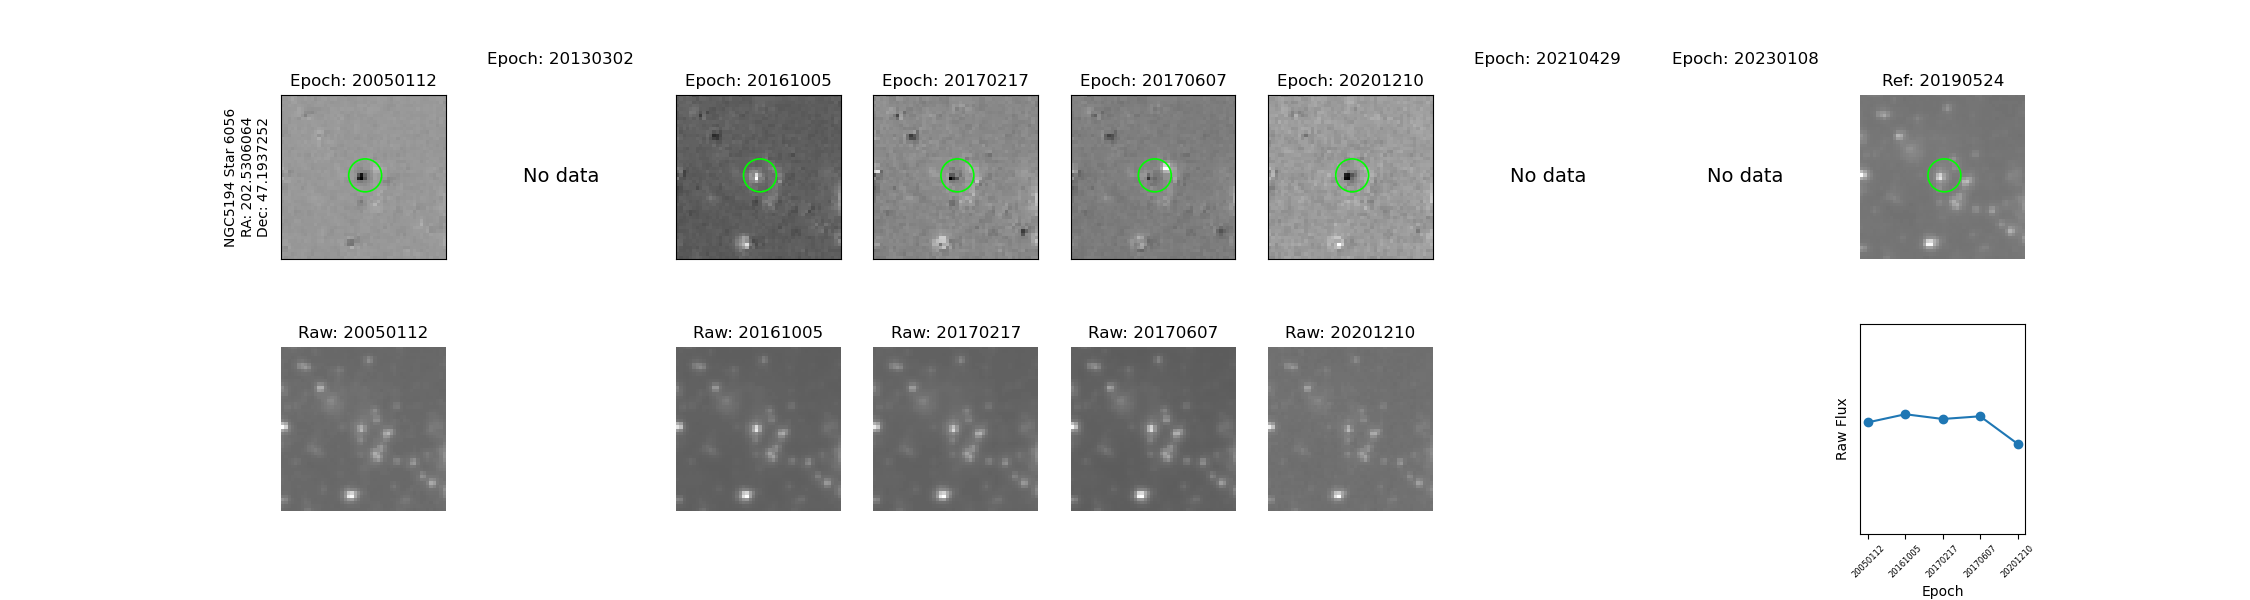 Epoch: 20130302
Epoch: 20210429
Epoch: 20230108
Epoch: 20050112
Epoch: 20161005
Epoch: 20170217
Epoch: 20170607
Epoch: 20201210
Ref: 20190524
NGC5194 Star 6056
RA: 202.5306064
Dec: 47.1937252
No data
No data
No data
Raw: 20050112
Raw: 20161005
Raw: 20170217
Raw: 20170607
Raw: 20201210
Raw Flux
20050112
20161005
20170217
20170607
20201210
Epoch